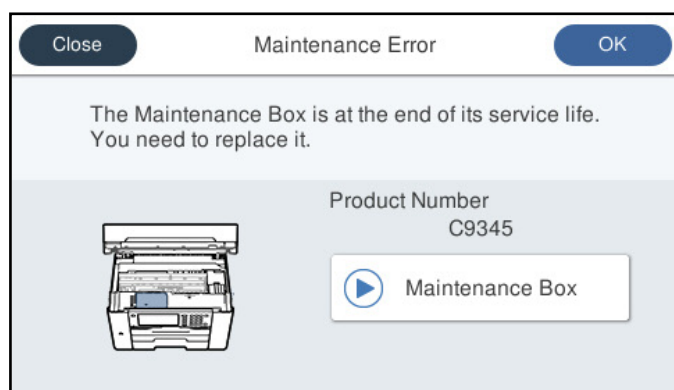 Close
Maintenance Error
OK
The Maintenance Box is at the end of its service life.
You need to replace it.
Product Number
C9345
Maintenance Box